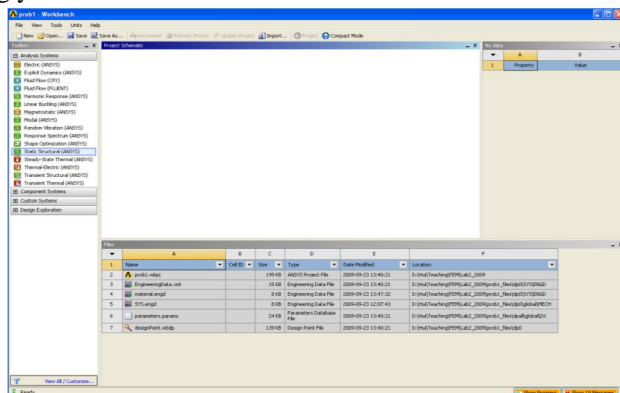 prob1 - Workbench
File View Tools Units Help
New Open... Save Save As... Reconnect Refresh Project Update Project Import... Project Compact Mode
Toolbox
Analysis Systems
Electric (ANSYS)
Explicit Dynamics (ANSYS)
Fluid Flow (CFX)
Fluid Flow (FLUENT)
Harmonic Response (ANSYS)
Linear Buckling (ANSYS)
Magnetostatic (ANSYS)
Modal (ANSYS)
Random Vibration (ANSYS)
Response Spectrum (ANSYS)
Shape Optimization (ANSYS)
Static Structural (ANSYS)
Steady-State Thermal (ANSYS)
Thermal-Electric (ANSYS)
Transient Structural (ANSYS)
Transient Thermal (ANSYS)
Component Systems
Custom Systems
Design Exploration
View All / Customize...
Ready
Project Schematic
No data
A B
1 Property Value
Files
A B C D E F
1 Name Cell ID Size Type Date Modified Location
2 prob1.wbpj 199 KB ANSYS Project File 2009-09-23 13:40:21
3 EngineeringData.xml 15 KB Engineering Data File 2009-09-23 13:40:21
4 material.engd 8 KB Engineering Data File 2009-09-23 13:47:32
5 SYS.engd 8 KB Engineering Data File 2009-09-23 12:07:43
6 parameters.params 24 KB Parameters Database File 2009-09-23 13:40:21
7 designPoint.wbdp 139 KB Design Point File 2009-09-23 13:40:21